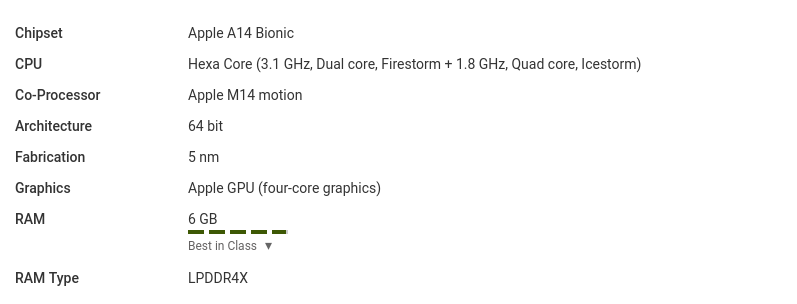 Chipset Apple A14 Bionic
CPU Hexa Core (3.1 GHz, Dual core, Firestorm + 1.8 GHz, Quad core, Icestorm)
Co-Processor Apple M14 motion
Architecture 64 bit
Fabrication 5 nm
Graphics Apple GPU (four-core graphics)
RAM 6 GB
Best in Class ▼
RAM Type LPDDR4X